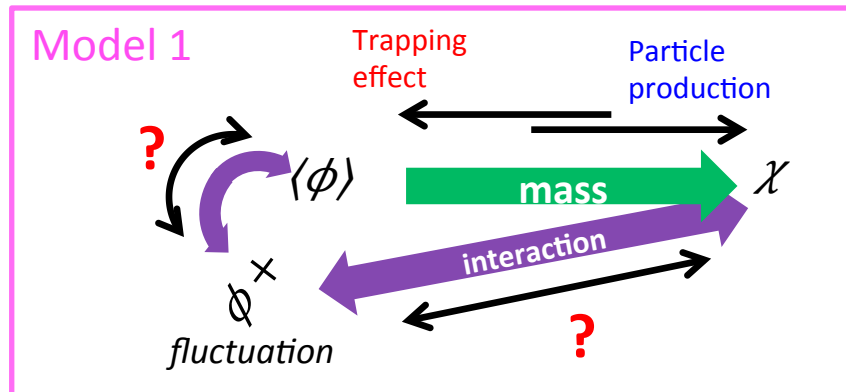 Model 1
Trapping
effect
Particle
production
?
⟨ϕ⟩
mass
χ
interaction
ϕ×
fluctuation
?